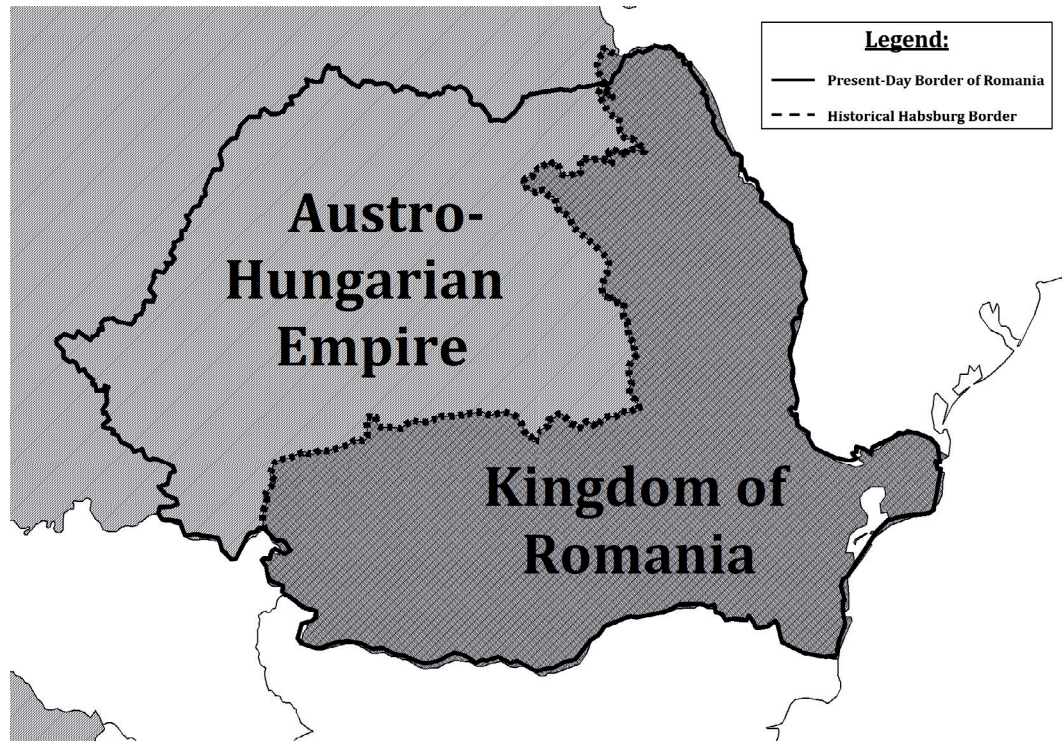 Legend:
Present-Day Border of Romania
Historical Habsburg Border
Austro-
Hungarian
Empire
Kingdom of
Romania